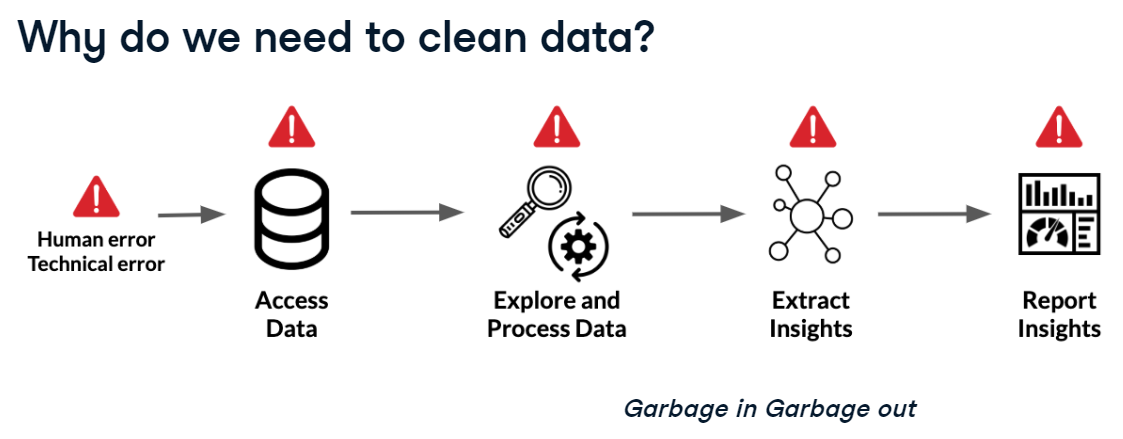 Why do we need to clean data?
Human error
Technical error
Access
Data
Explore and
Process Data
Extract
Insights
Report
Insights
Garbage in Garbage out